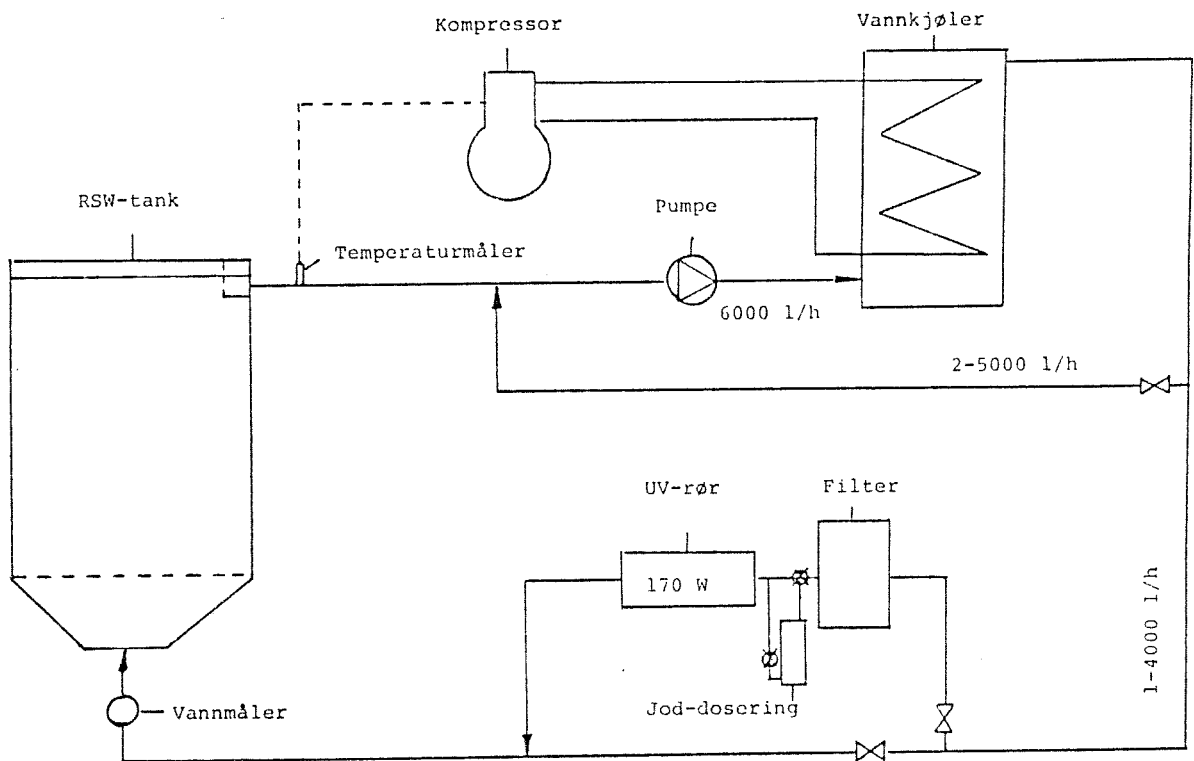 Kompressor
Vannkjøler
RSW-tank
Pumpe
Temperaturmåler
6000 l/h
2-5000 l/h
UV-rør
Filter
170 W
1-4000 l/h
Jod-dosering
Vannmåler